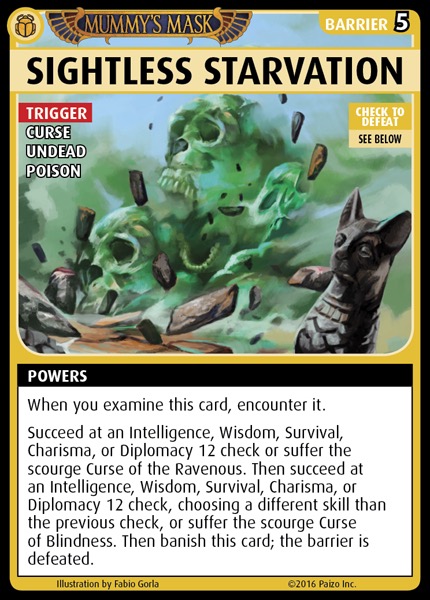 MUMMY'S MASK
BARRIER 5
SIGHTLESS STARVATION
TRIGGER
CURSE
UNDEAD
POISON
CHECK TO
DEFEAT
SEE BELOW
POWERS
When you examine this card, encounter it.
Succeed at an Intelligence, Wisdom, Survival,
Charisma, or Diplomacy 12 check or suffer the
scourge Curse of the Ravenous. Then succeed at
an Intelligence, Wisdom, Survival, Charisma, or
Diplomacy 12 check, choosing a different skill than
the previous check, or suffer the scourge Curse
of Blindness. Then banish this card; the barrier is
defeated.
Illustration by Fabio Gorla
©2016 Paizo Inc.